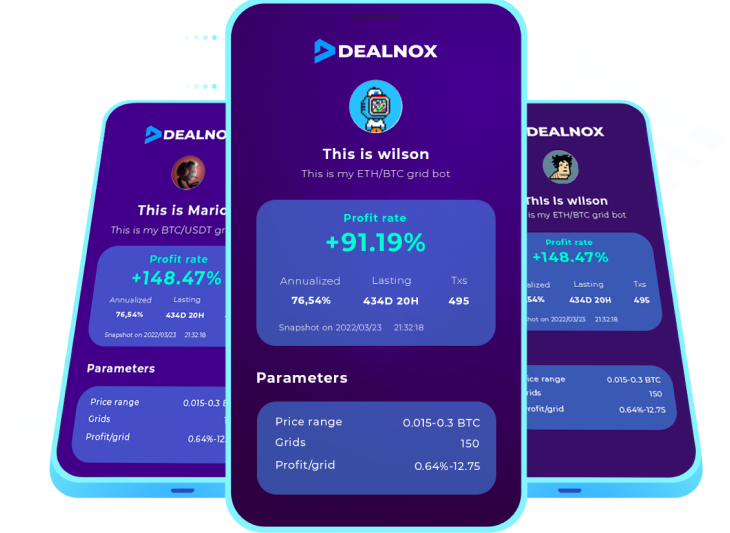 DEALNOX
This is wilson
This is my ETH/BTC grid bot
Profit rate
+91.19%
Annualized Lasting Txs
76,54% 434D 20H 495
Snapshot on 2022/03/23 21:32:18
Parameters
Price range 0.015-0.3 BTC
Grids 150
Profit/grid 0.64%-12.75
DEALNO
This is Mario
This is my BTC/USDT gr
Profit rate
+148.47%
Annualized Lasting
76,54% 434D 20H
Snapshot on 2022/03/23 21:32:18
Parameters
Price range 0.015-0.
Grids
Profit/grid 0.64%-12
DEALNOX
This is wilson
is my ETH/BTC grid bot
Profit rate
+148.47%
alized Lasting Txs
54% 434D 20H 495
hot on 2022/03/23 21:32:18
ice range 0.015-0.3 BTC
rids 150
ofit/grid 0.64%-12.75